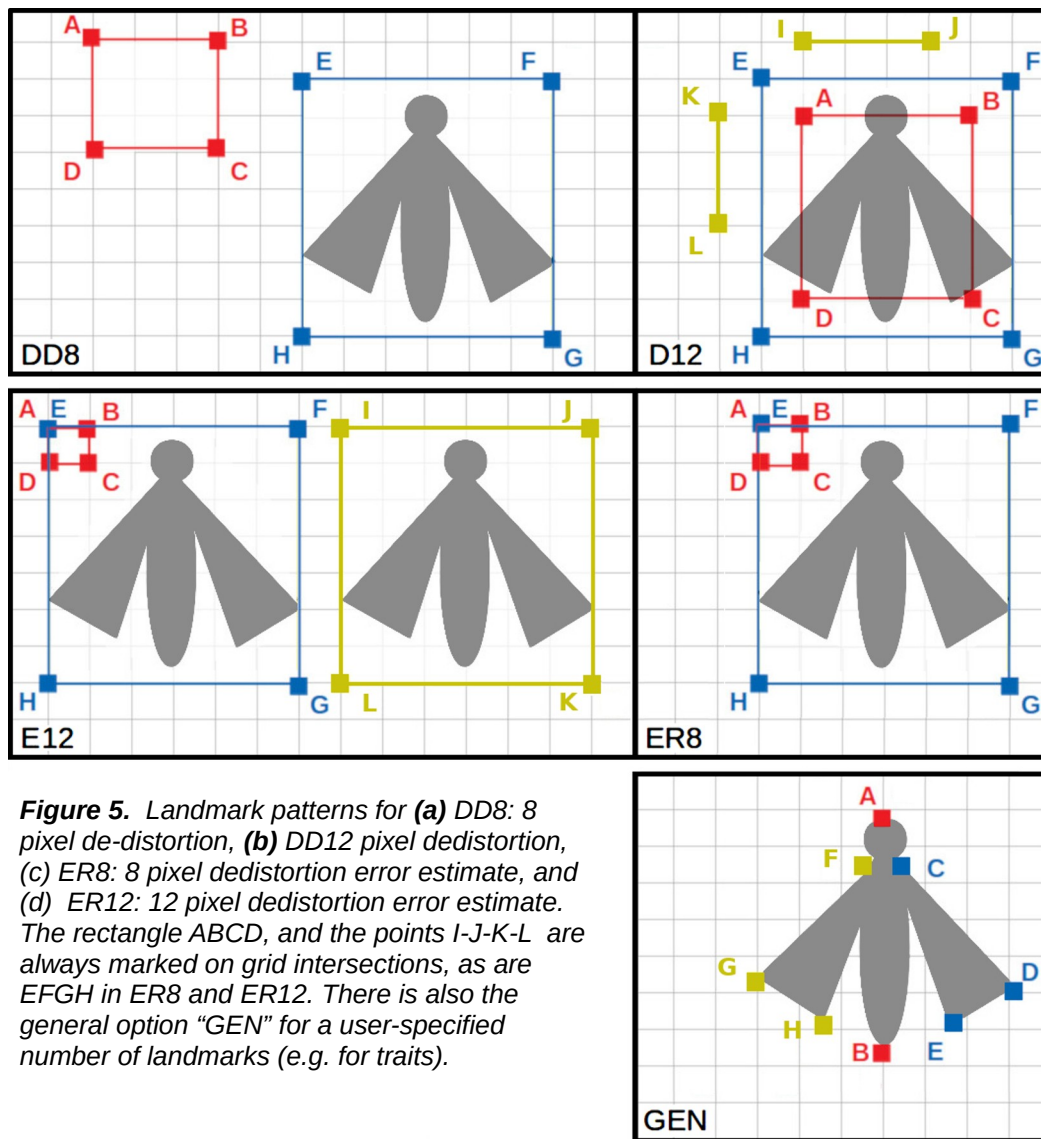 A B
E F
D C
H G
DD8
I J
E F
K A B
L
D C
H G
D12
A E B F I J
D C
H G L K
E12
A E B F
D C
H G
ER8
Figure 5. Landmark patterns for (a) DD8: 8
pixel de-distortion, (b) DD12 pixel dedistortion,
(c) ER8: 8 pixel dedistortion error estimate, and
(d) ER12: 12 pixel dedistortion error estimate.
The rectangle ABCD, and the points I-J-K-L are
always marked on grid intersections, as are
EFGH in ER8 and ER12. There is also the
general option “GEN” for a user-specified
number of landmarks (e.g. for traits).
A
F C
G D
H B E
GEN